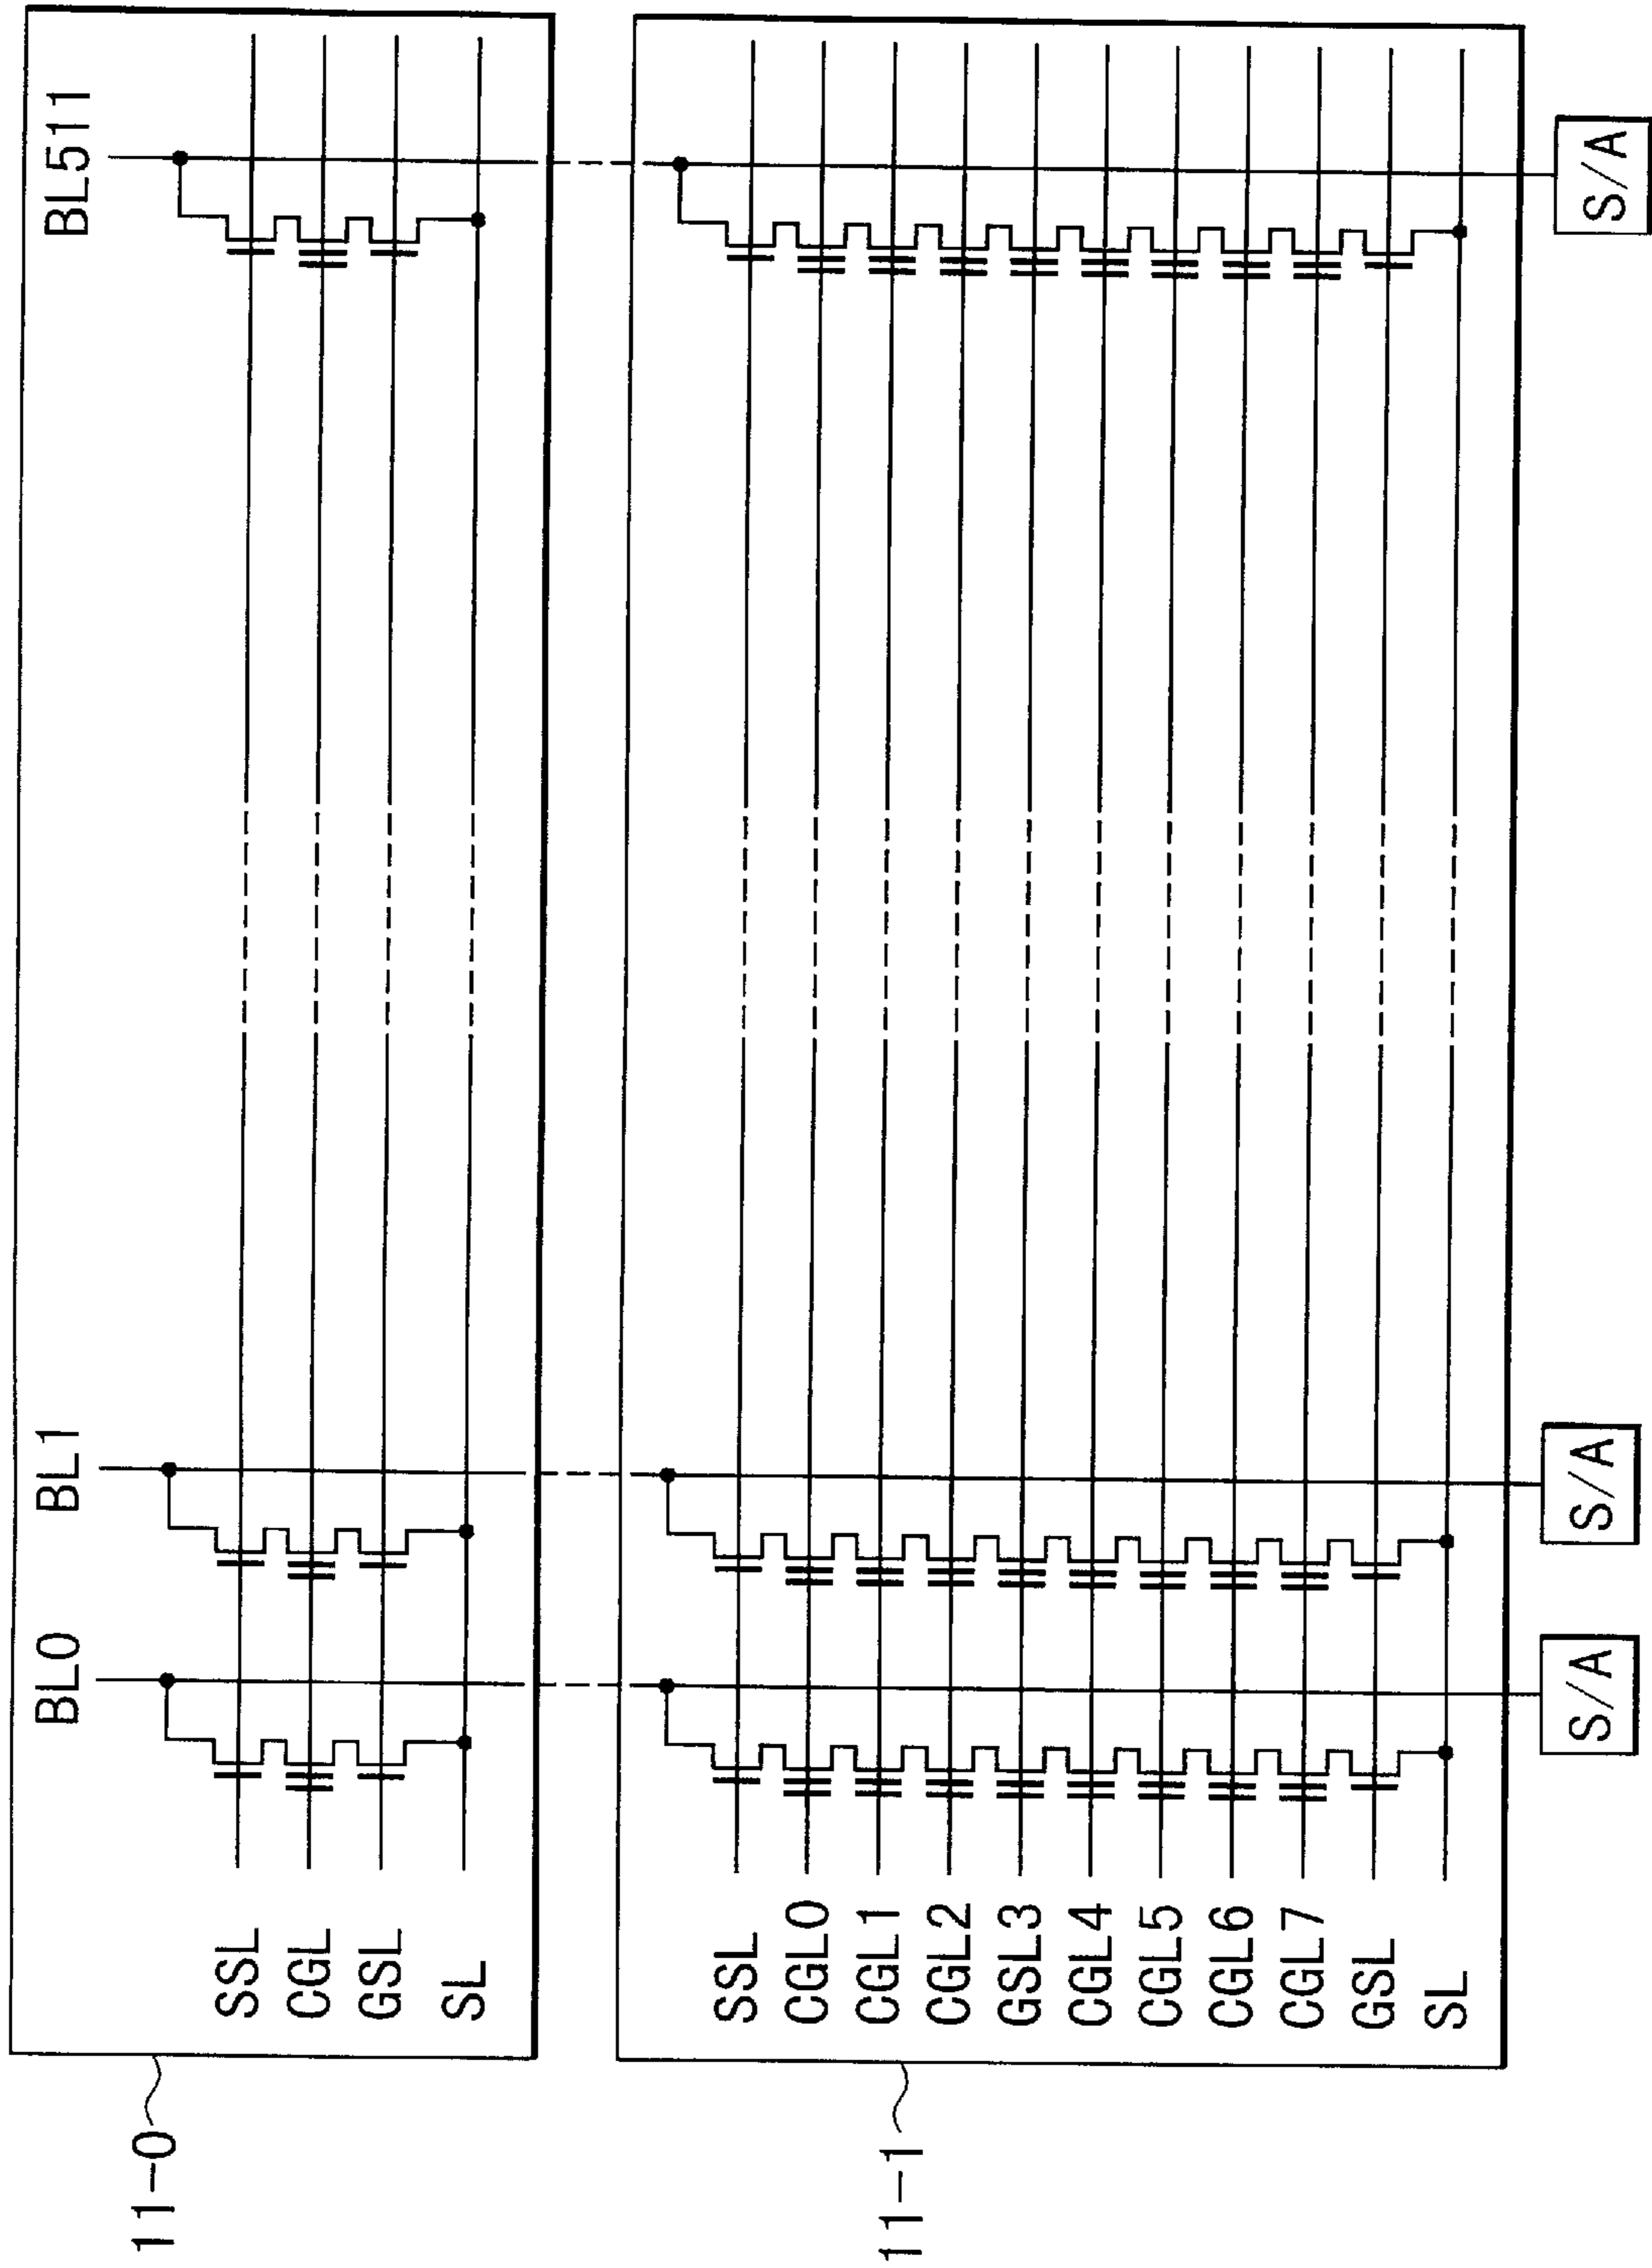 BL0 BL1 BL511
11-0
SSL
CGL
GSL
SL
11-1
SSL
CGL0
CGL1
CGL2
GSL3
CGL4
CGL5
CGL6
CGL7
GSL
SL
S/A S/A S/A